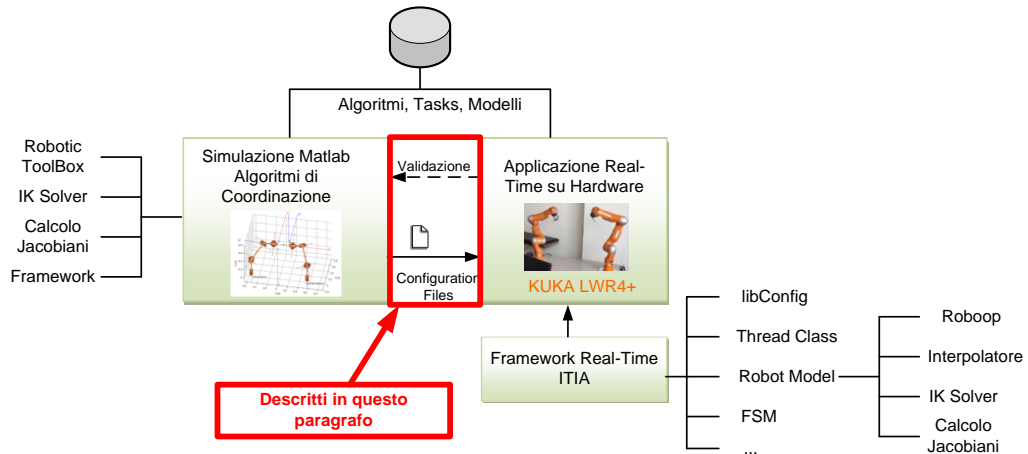 Algoritmi, Tasks, Modelli
Robotic
ToolBox
IK Solver
Calcolo
Jacobiani
Framework
Simulazione Matlab
Algoritmi di
Coordinazione
Validazione
Configuration
Files
Applicazione Real-
Time su Hardware
KUKA LWR4+
Descritti in questo
paragrafo
Framework Real-Time
ITIA
libConfig
Thread Class
Robot Model
FSM
...
Roboop
Interpolatore
IK Solver
Calcolo
Jacobiani